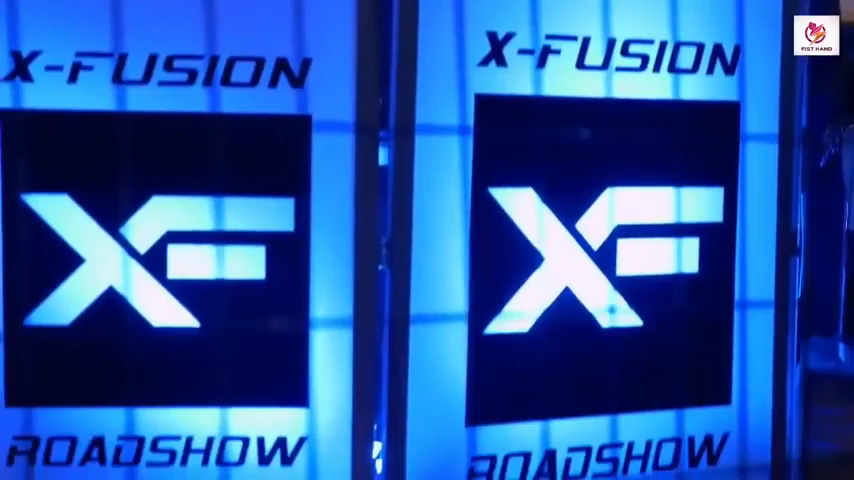 X-FUSION
XF
ROADSHOW
X-FUSION
XF
ROADSHOW
FIST HAND